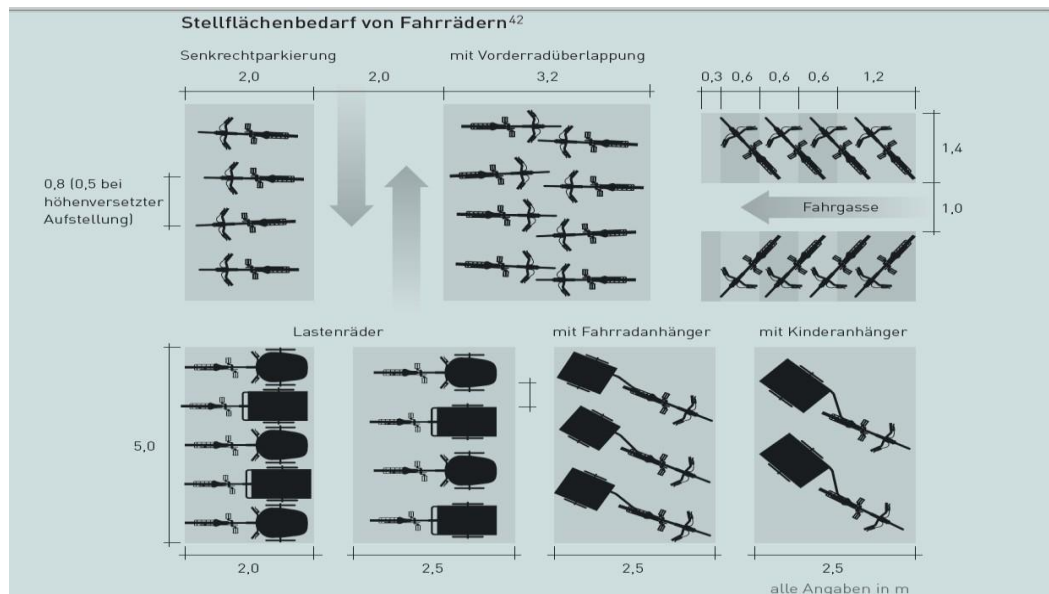 Stellflächenbedarf von Fahrrädern42
Senkrechtparkierung
mit Vorderradüberlappung
2,0
2,0
3,2
0,3
0,6
0,6
0,6
1,2
1,4
1,0
Fahrgasse
0,8 (0,5 bei
höhenversetzter
Aufstellung)
Lastenräder
mit Fahrradanhänger
mit Kinderanhänger
5,0
2,0
2,5
2,5
2,5
alle Angaben in m